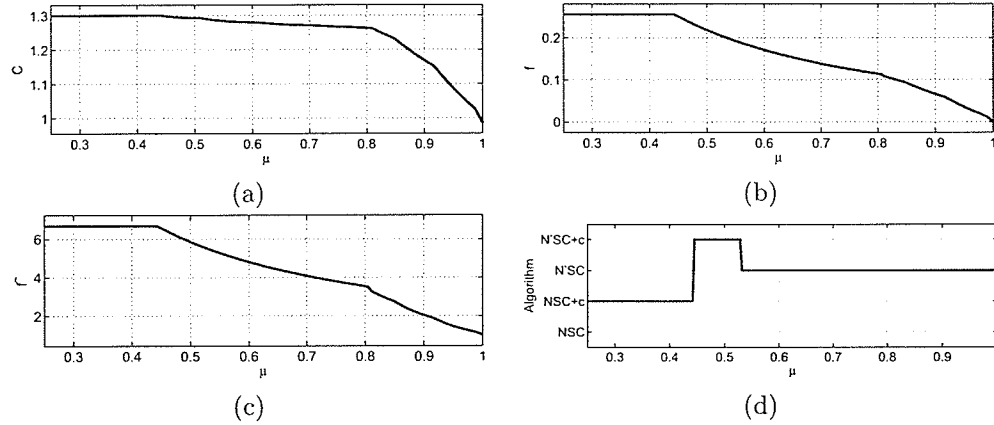 1.3
1.2
1.1
1
C
0.3 0.4 0.5 0.6 0.7 0.8 0.9 1
μ
(a)
0.2
0.1
0
f
0.3 0.4 0.5 0.6 0.7 0.8 0.9 1
μ
(b)
6
4
2
f'
0.3 0.4 0.5 0.6 0.7 0.8 0.9 1
μ
(c)
N'SC+c
N'SC
NSC+c
NSC
Algorithm
0.3 0.4 0.5 0.6 0.7 0.8 0.9
μ
(d)